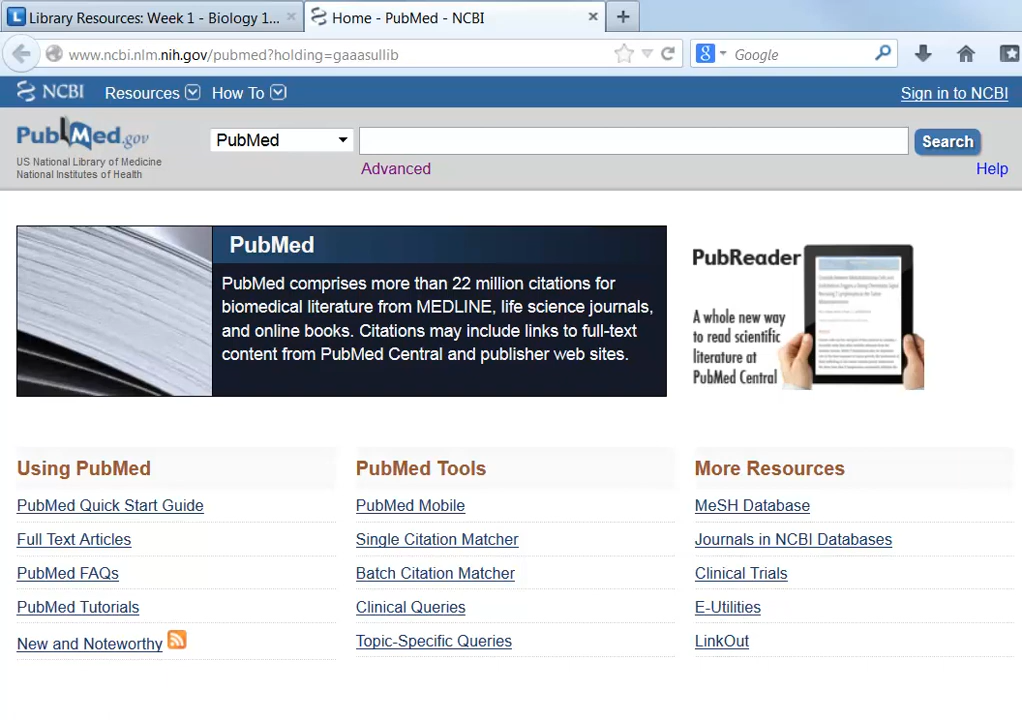 Library Resources: Week 1 - Biology 1...
Home - PubMed - NCBI
www.ncbi.nlm.nih.gov/pubmed?holding=gaaasullib
Google
NCBI
Resources
How To
Sign in to NCBI
PubMed.gov
US National Library of Medicine
National Institutes of Health
PubMed
Search
Advanced
Help
PubMed
PubMed comprises more than 22 million citations for
biomedical literature from MEDLINE, life science journals,
and online books. Citations may include links to full-text
content from PubMed Central and publisher web sites.
PubReader
A whole new way
to read scientific
literature at
PubMed Central
Using PubMed
PubMed Quick Start Guide
Full Text Articles
PubMed FAQs
PubMed Tutorials
New and Noteworthy
PubMed Tools
PubMed Mobile
Single Citation Matcher
Batch Citation Matcher
Clinical Queries
Topic-Specific Queries
More Resources
MeSH Database
Journals in NCBI Databases
Clinical Trials
E-Utilities
LinkOut